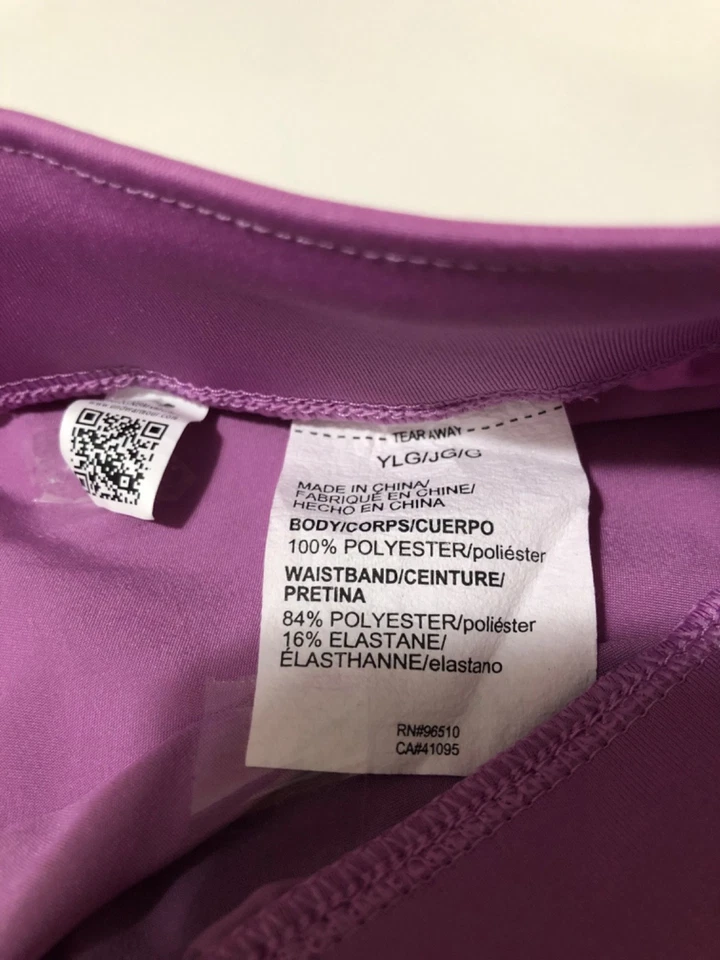 TEAR AWAY
YLG/JG/G
MADE IN CHINA/
FABRIQUÉ EN CHINE/
HECHO EN CHINA
BODY/CORPS/CUERPO
100% POLYESTER/poliéster
WAISTBAND/CEINTURE/
PRETINA
84% POLYESTER/poliéster
16% ELASTANE/
ÉLASTHANNE/elastano
RN#96510
CA#41095